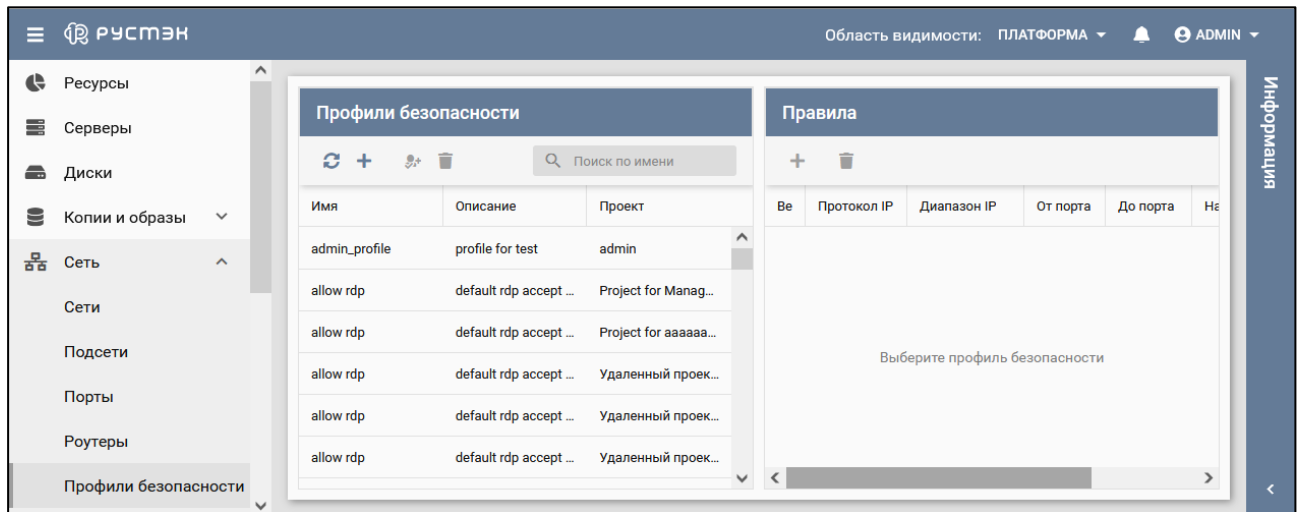 РУСТЭК
Область видимости: ПЛАТФОРМА ADMIN
Ресурсы
Серверы
Диски
Копии и образы
Сеть
Сети
Подсети
Порты
Роутеры
Профили безопасности
Профили безопасности
Поиск по имени
Имя Описание Проект
admin_profile profile for test admin
allow rdp default rdp accept ... Project for Manag...
allow rdp default rdp accept ... Project for aaaaaa...
allow rdp default rdp accept ... Удаленный проек...
allow rdp default rdp accept ... Удаленный проек...
allow rdp default rdp accept ... Удаленный проек...
Правила
Ве Протокол IP Диапазон IP От порта До порта На
Выберите профиль безопасности
Информация